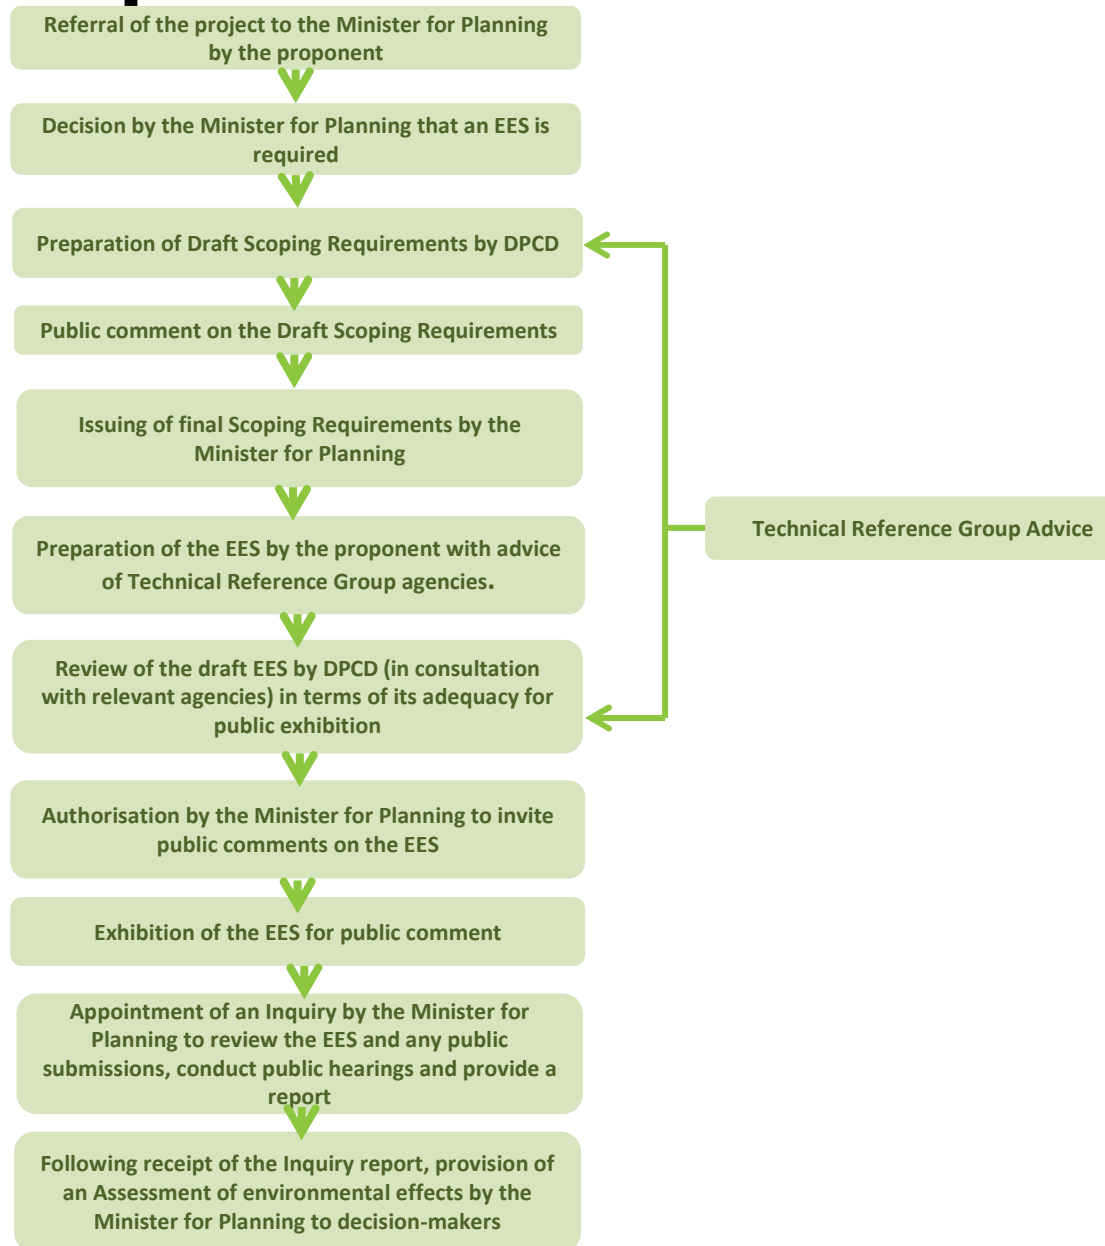 Referral of the project to the Minister for Planning
by the proponent
Decision by the Minister for Planning that an EES is
required
Preparation of Draft Scoping Requirements by DPCD
Public comment on the Draft Scoping Requirements
Issuing of final Scoping Requirements by the
Minister for Planning
Preparation of the EES by the proponent with advice
of Technical Reference Group agencies.
Technical Reference Group Advice
Review of the draft EES by DPCD (in consultation
with relevant agencies) in terms of its adequacy for
public exhibition
Authorisation by the Minister for Planning to invite
public comments on the EES
Exhibition of the EES for public comment
Appointment of an Inquiry by the Minister for
Planning to review the EES and any public
submissions, conduct public hearings and provide a
report
Following receipt of the Inquiry report, provision of
an Assessment of environmental effects by the
Minister for Planning to decision-makers